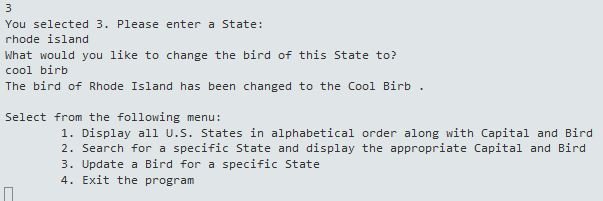 3
You selected 3. Please enter a State:
rhode island
What would you like to change the bird of this State to?
cool birb
The bird of Rhode Island has been changed to the Cool Birb .
Select from the following menu:
1. Display all U.S. States in alphabetical order along with Capital and Bird
2. Search for a specific State and display the appropriate Capital and Bird
3. Update a Bird for a specific State
4. Exit the program